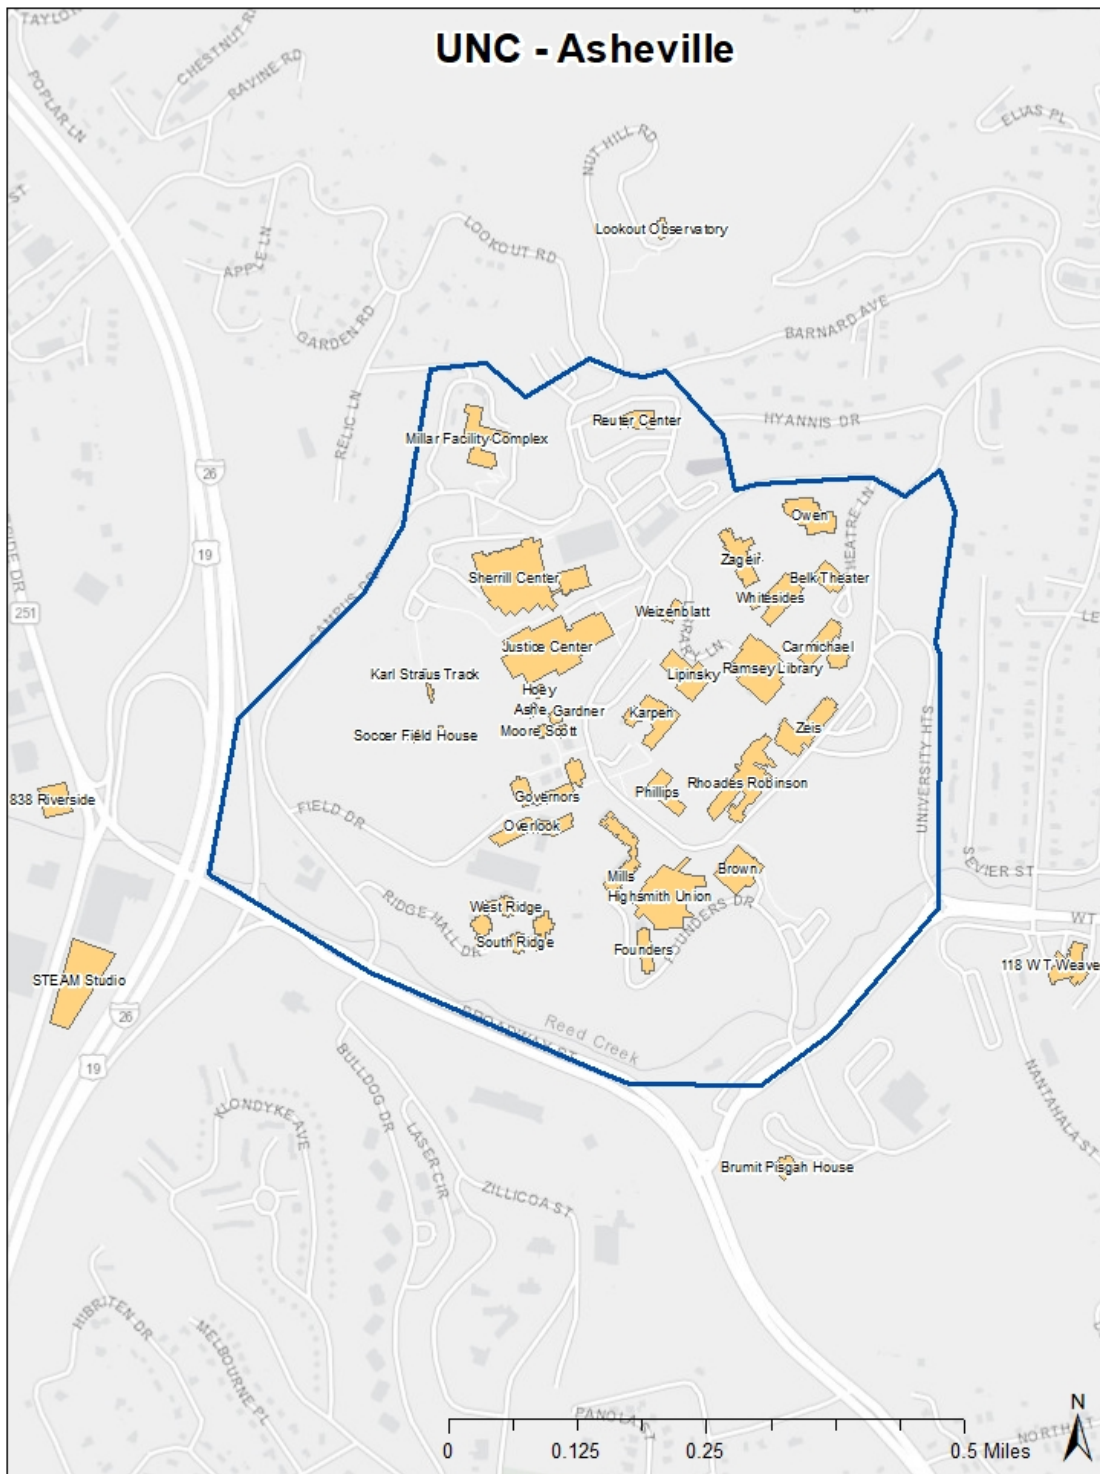 UNC - Asheville
TAYLOR
CHESTNUT R
RAVINE RD
POPLAR LN
ELIAS PL
NUT HILL RD
ST
Lookout Observatory
LOOKOUT RD
APPLE LN
GARDEN RD
BARNARD AVE
RELIC LN
Reuter Center
HYANNIS DR
Millar Facility Complex
26
Owen
THEATRE LN
19
Zageir
Sherrill Center
Belk Theater
Whitesides
251
CAMPUS DR
Weizenblatt
LIBRARY LN
Carmichael
Justice Center
Ramsey Library
Lipinsky
Karl Straus Track
Hoey
Ashe
Gardner
Karpen
Moore
Scott
Soccer Field House
Zeis
UNIVERSITY HTS
838 Riverside
Governors
Phillips
Rhoades Robinson
FIELD DR
Overlook
SEVIER ST
Brown
Mills
Highsmith Union
RIDGE HALL DR
West Ridge
FOUNDERS DR
WT
South Ridge
Founders
STEAM Studio
118 W T Weave
26
BROADWAY ST
Reed Creek
19
BULLDOG DR
NANTAHALA ST
KLONDYKE AVE
LASER CIR
Brumit Pisgah House
ZILLICOA ST
HIBRITEN DR
MELBOURNE PL
PANOLA ST
N
NORTH ST
0
0.125
0.25
0.5 Miles